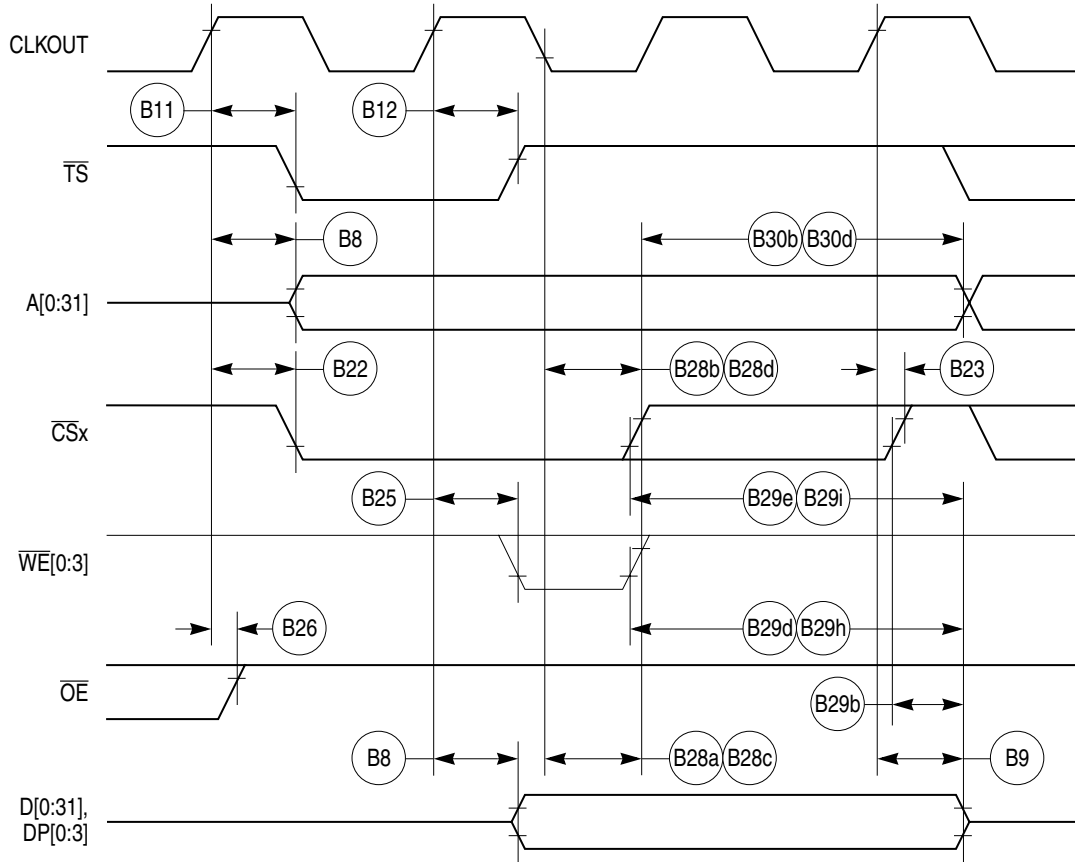 CLKOUT
B11
B12
TS
B8
B30b B30d
A[0:31]
B22
B28b B28d
B23
CSx
B25
B29e B29i
WE[0:3]
B26
B29d B29h
OE
B29b
B8
B28a B28c
B9
D[0:31],
DP[0:3]